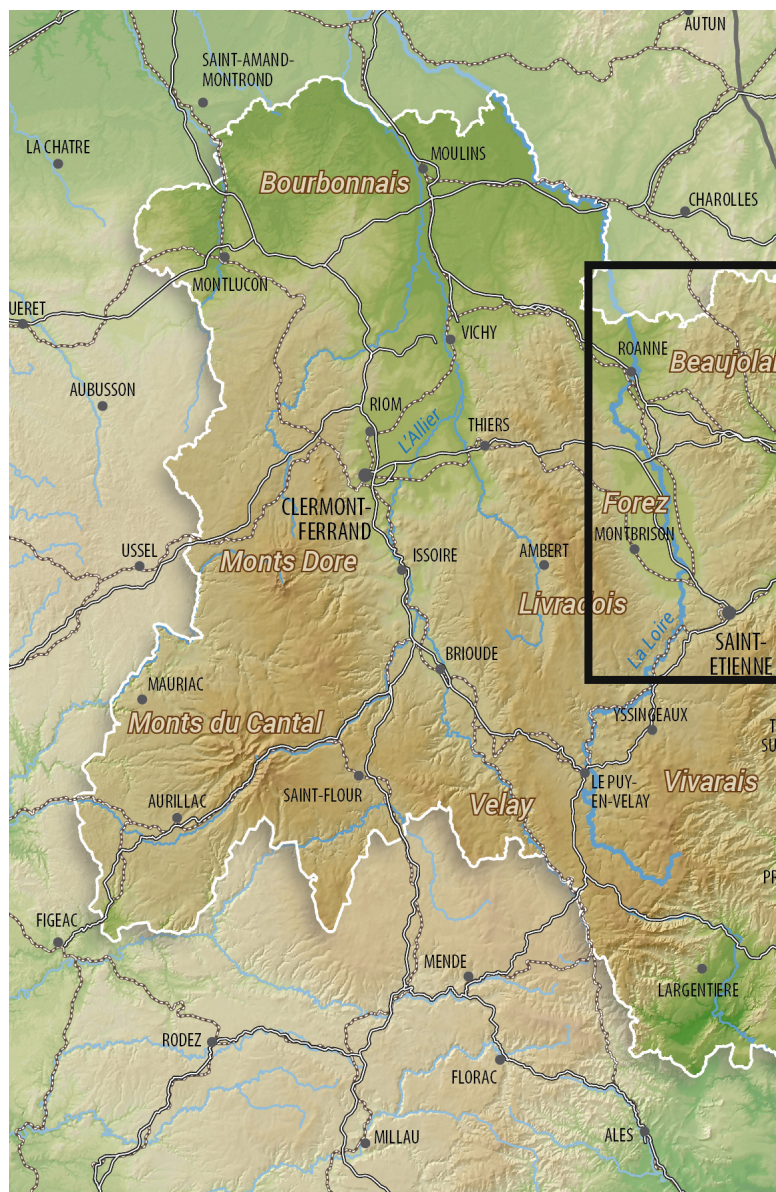 AUTUN
SAINT-AMAND-
MONTROND
LA CHATRE
MOULINS
Bourbonnais
CHAROLLES
MONTLUCON
UERET
VICHY
ROANNE
Beaujolai
AUBUSSON
RIOM
L'Allier
THIERS
CLERMONT-
FERRAND
Forez
MONTBRISON
USSEL
Monts Dore
ISSOIRE
AMBERT
Livradois
La Loire
SAINT-
ETIENNE
BRIOUDE
MAURIAC
Monts du Cantal
YSSINGEAUX
T
SU
AURILLAC
SAINT-FLOUR
Velay
LE PUY-
EN-VELAY
Vivarais
PR
FIGEAC
MENDE
LARGENTIERE
RODEZ
FLORAC
MILLAU
ALES